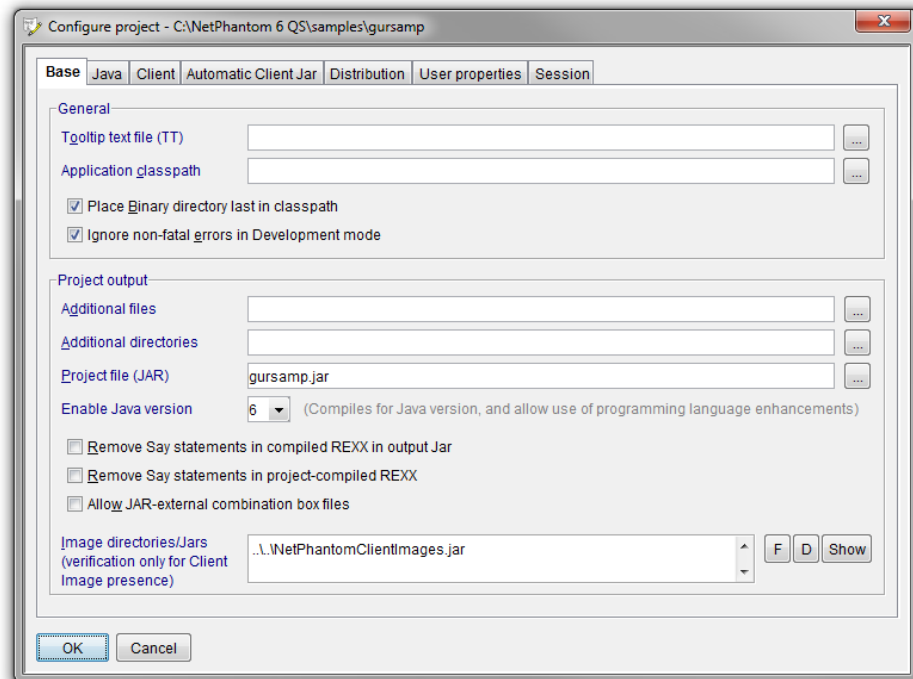 Configure project - C:\NetPhantom 6 QS\samples\gursamp
Base Java Client Automatic Client Jar Distribution User properties Session
General
Tooltip text file (TT) ...
Application classpath ...
Place Binary directory last in classpath
Ignore non-fatal errors in Development mode
Project output
Additional files ...
Additional directories ...
Project file (JAR) gursamp.jar ...
Enable Java version 6 (Compiles for Java version, and allow use of programming language enhancements)
Remove Say statements in compiled REXX in output Jar
Remove Say statements in project-compiled REXX
Allow JAR-external combination box files
Image directories/Jars ..\..\NetPhantomClientImages.jar F D Show
(verification only for Client
Image presence)
OK Cancel